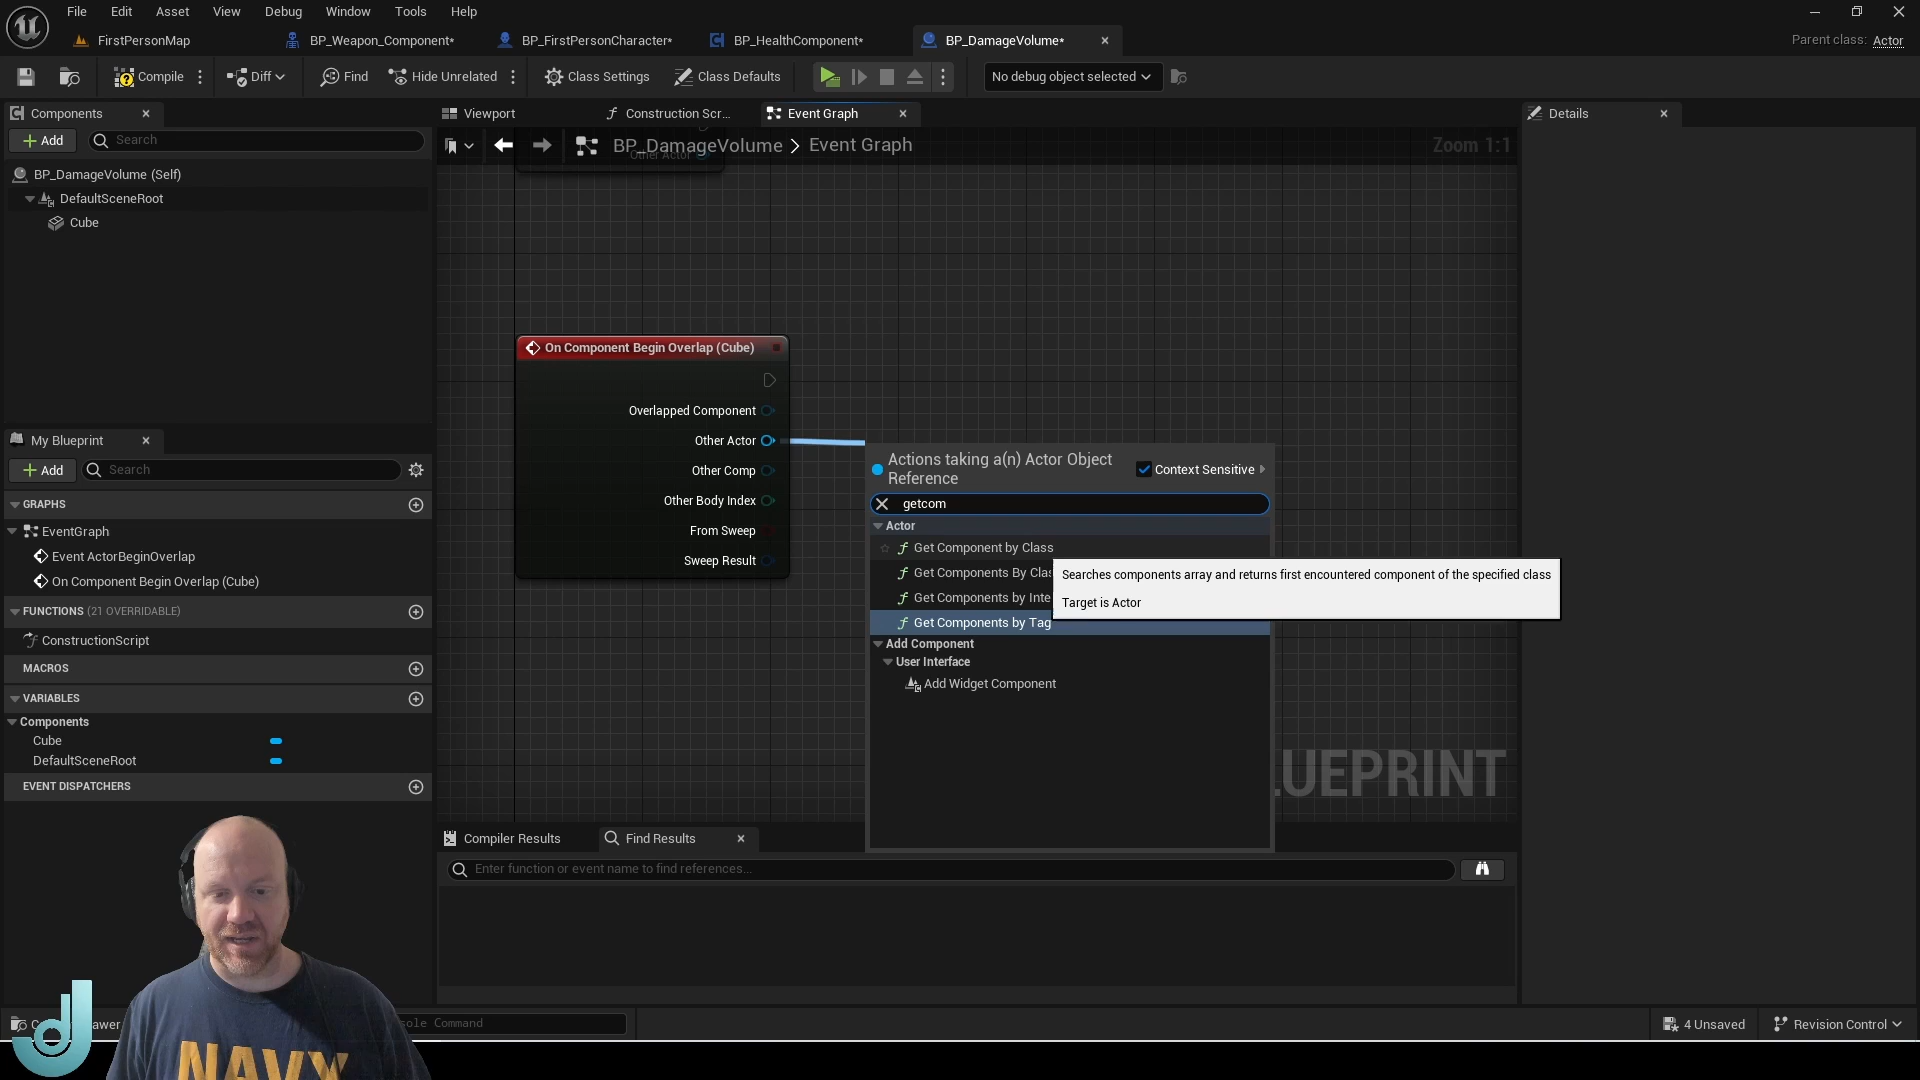 File Edit Asset View Debug Window Tools Help
FirstPersonMap BP_Weapon_Component* BP_FirstPersonCharacter* BP_HealthComponent* BP_DamageVolume*
Parent class: Actor
Compile Diff Find Hide Unrelated Class Settings Class Defaults No debug object selected
Components Viewport Construction Scr... Event Graph Details
Add Search
BP_DamageVolume > Event Graph Zoom 1:1
Other Actor
BP_DamageVolume (Self)
DefaultSceneRoot
Cube
On Component Begin Overlap (Cube)
Overlapped Component
Other Actor
Other Comp
Other Body Index
From Sweep
Sweep Result
Actions taking a(n) Actor Object
Reference
Context Sensitive
getcom
Actor
Get Component by Class
Get Components By Clas
Get Components by Inte
Get Components by Tag
Searches components array and returns first encountered component of the specified class
Target is Actor
Add Component
User Interface
Add Widget Component
LUEPRINT
My Blueprint
Add Search
GRAPHS
EventGraph
Event ActorBeginOverlap
On Component Begin Overlap (Cube)
FUNCTIONS (21 OVERRIDABLE)
ConstructionScript
MACROS
VARIABLES
Components
Cube
DefaultSceneRoot
EVENT DISPATCHERS
Compiler Results Find Results
Enter function or event name to find references...
C awer sole Command
4 Unsaved Revision Control
NAVY